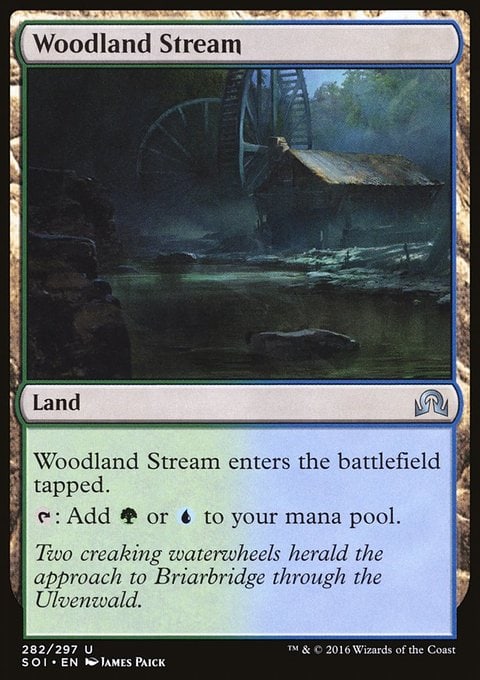 Woodland Stream
Land
Woodland Stream enters the battlefield
tapped.
: Add or to your mana pool.
Two creaking waterwheels herald the
approach to Briarbridge through the
Ulvenwald.
282/297 U
SOI • EN James Paick
™ & © 2016 Wizards of the Coast